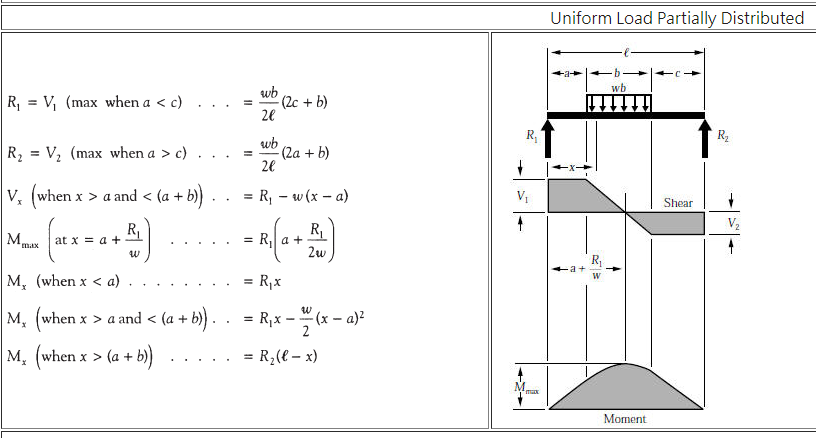 Uniform Load Partially Distributed
R₁ = V₁ (max when a < c) . . . = wb/2ℓ (2c + b)
R₂ = V₂ (max when a > c) . . . = wb/2ℓ (2a + b)
Vₓ (when x > a and < (a + b)) . . = R₁ − w(x − a)
Mmax (at x = a + R₁/w) . . . . . = R₁(a + R₁/2w)
Mₓ (when x < a) . . . . . . . . = R₁x
Mₓ (when x > a and < (a + b)) . . = R₁x − w/2 (x − a)²
Mₓ (when x > (a + b)) . . . . . = R₂(ℓ − x)
ℓ
a b c
wb
R₁ R₂
x
V₁ Shear V₂
a + R₁/w
Mmax
Moment